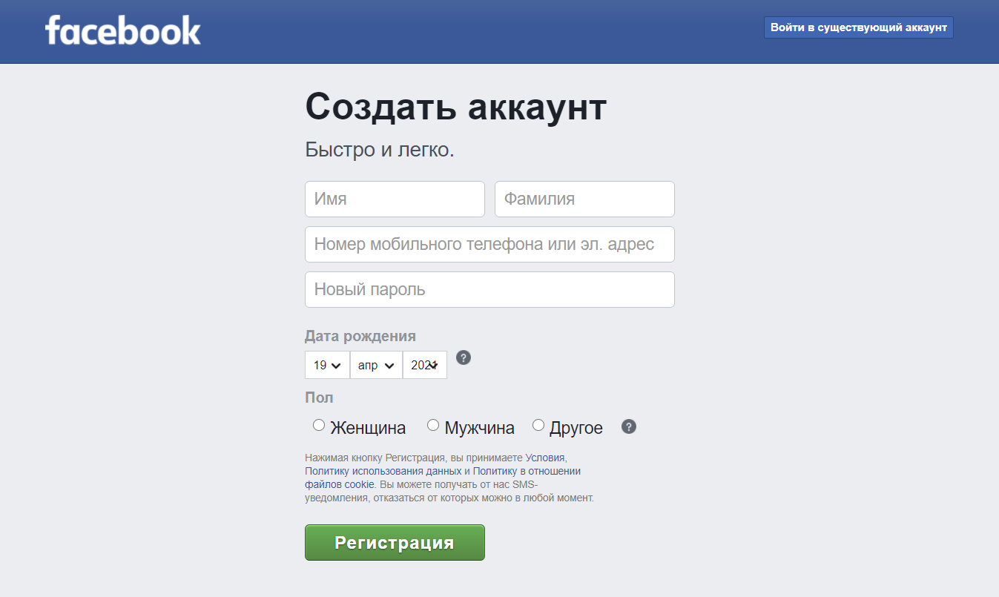 facebook
Войти в существующий аккаунт
Создать аккаунт
Быстро и легко.
Имя Фамилия
Номер мобильного телефона или эл. адрес
Новый пароль
Дата рождения
19 апр 2021 ?
Пол
Женщина Мужчина Другое ?
Нажимая кнопку Регистрация, вы принимаете Условия,
Политику использования данных и Политику в отношении
файлов cookie. Вы можете получать от нас SMS-
уведомления, отказаться от которых можно в любой момент.
Регистрация